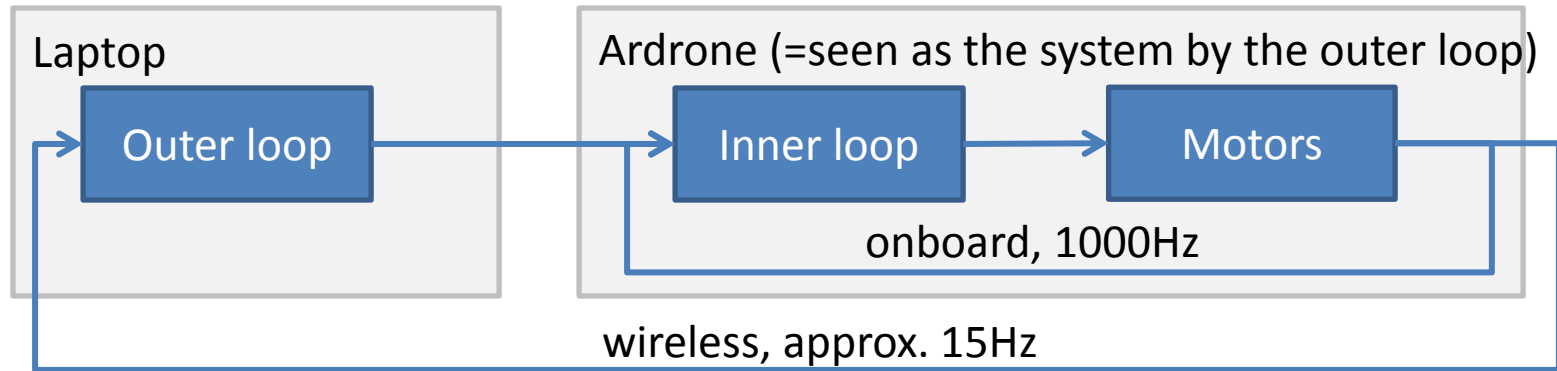 Laptop
Ardrone (=seen as the system by the outer loop)
Outer loop
Inner loop
Motors
onboard, 1000Hz
wireless, approx. 15Hz